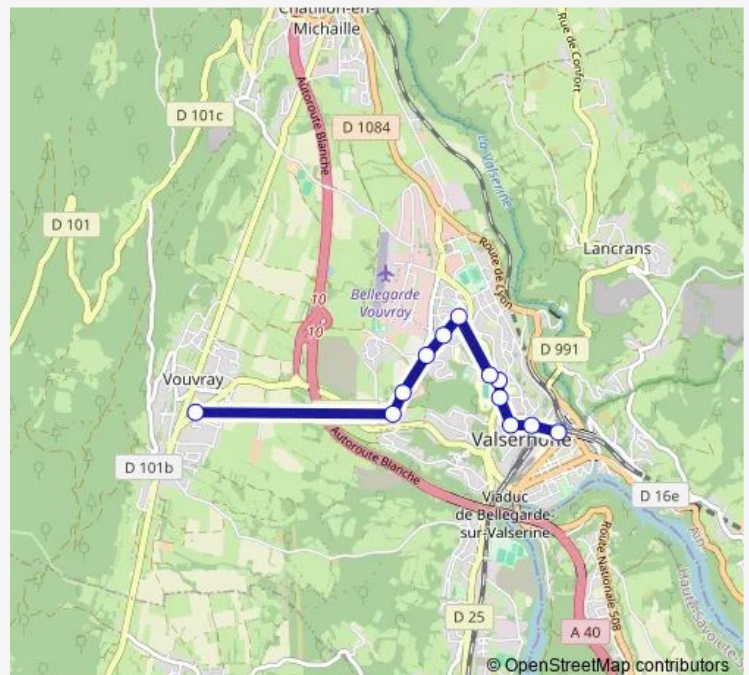 Châtillon-en-
Michaille
Rue de Confort
D 101c
Autoroute Blanche
D 1084
La Valserine
D 101
Lancrans
Route de Lyon
Bellegarde
Vouvray
10
10
D 991
Vouvray
Valserhône
D 101b
Autoroute Blanche
D 16e
Viaduc
de Bellegarde-
sur-Valserine
Ain
Route Nationale 508
Haute-Savoie
D 25
A 40
© OpenStreetMap contributors